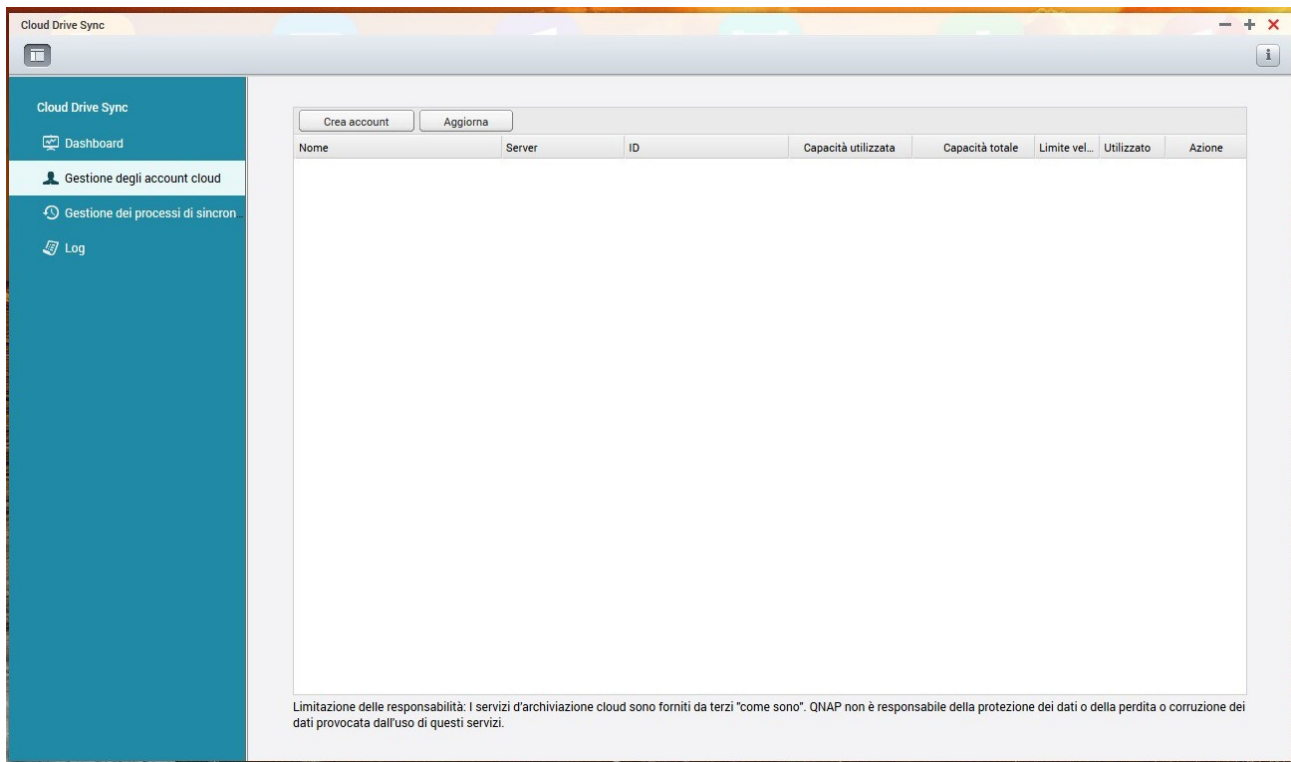 Cloud Drive Sync
Cloud Drive Sync
Dashboard
Gestione degli account cloud
Gestione dei processi di sincron...
Log
Crea account Aggiorna
Nome Server ID Capacità utilizzata Capacità totale Limite vel... Utilizzato Azione
Limitazione delle responsabilità: I servizi d'archiviazione cloud sono forniti da terzi "come sono". QNAP non è responsabile della protezione dei dati o della perdita o corruzione dei
dati provocata dall'uso di questi servizi.